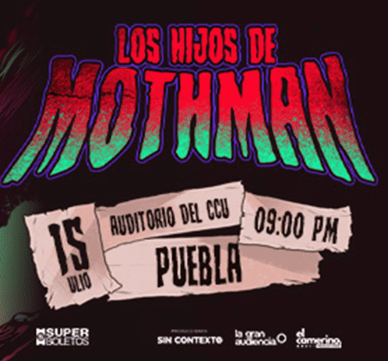 LOS HIJOS DE
MOTHMAN
15
ULIO
AUDITORIO DEL CCU
09:00 PM
PUEBLA
SUPER
BOLETOS
SIN CONTEXTO
la gran
audiencia
el
camerino